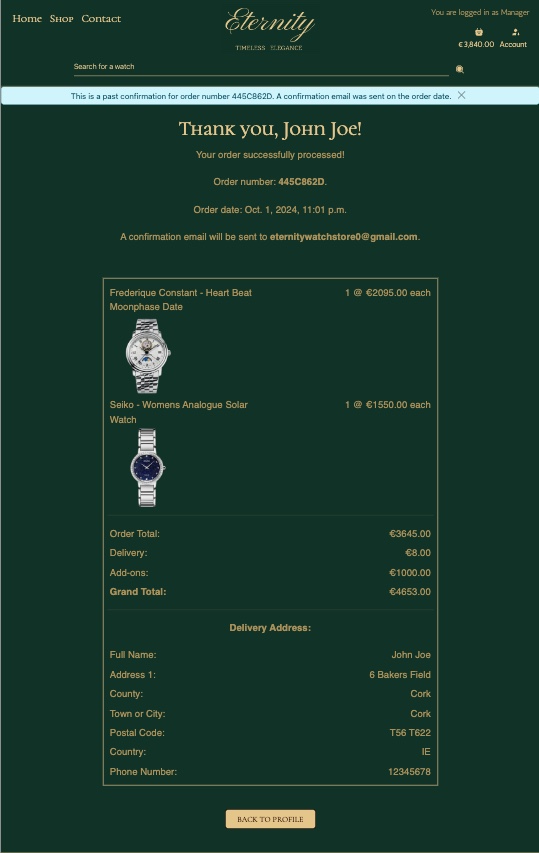 Home Shop Contact
Eternity
TIMELESS ELEGANCE
You are logged in as Manager
€3,840.00 Account
Search for a watch
This is a past confirmation for order number 445C862D. A confirmation email was sent on the order date.
Thank you, John Joe!
Your order successfully processed!
Order number: 445C862D.
Order date: Oct. 1, 2024, 11:01 p.m.
A confirmation email will be sent to eternitywatchstore0@gmail.com.
Frederique Constant - Heart Beat 1 @ €2095.00 each
Moonphase Date
Seiko - Womens Analogue Solar 1 @ €1550.00 each
Watch
Order Total: €3645.00
Delivery: €8.00
Add-ons: €1000.00
Grand Total: €4653.00
Delivery Address:
Full Name: John Joe
Address 1: 6 Bakers Field
County: Cork
Town or City: Cork
Postal Code: T56 T622
Country: IE
Phone Number: 12345678
BACK TO PROFILE